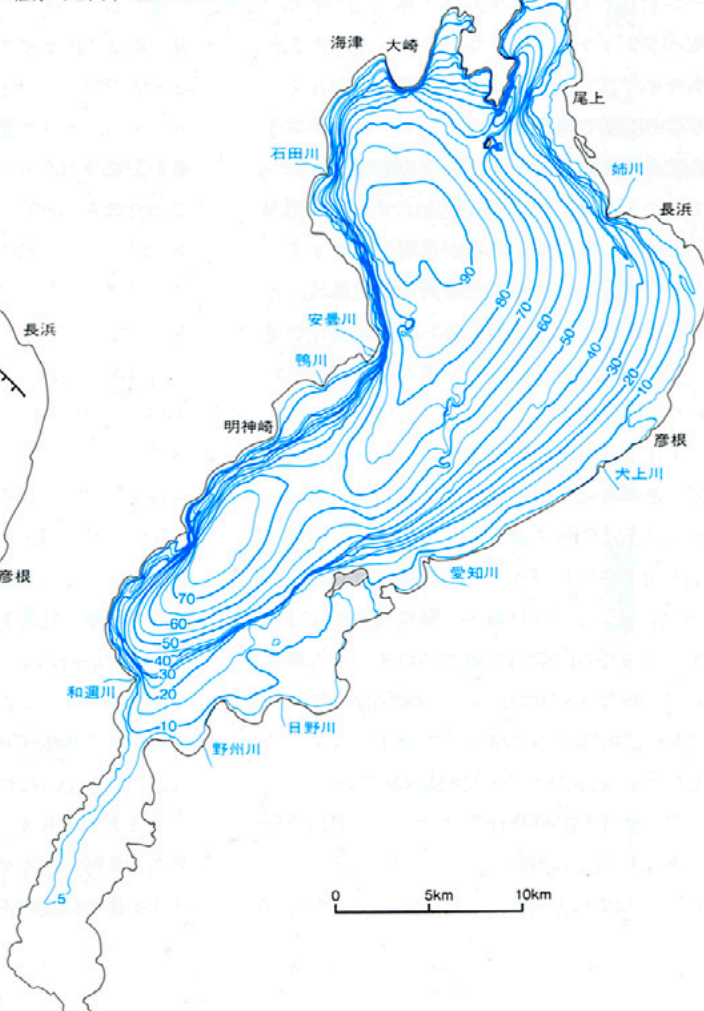 海津
大崎
尾上
石田川
姉川
長浜
90
80
70
60
50
40
30
20
10
安曇川
鴨川
長浜
明神崎
彦根
犬上川
愛知川
彦根
70
60
50
40
30
20
10
和邇川
日野川
野州川
5
0
5km
10km